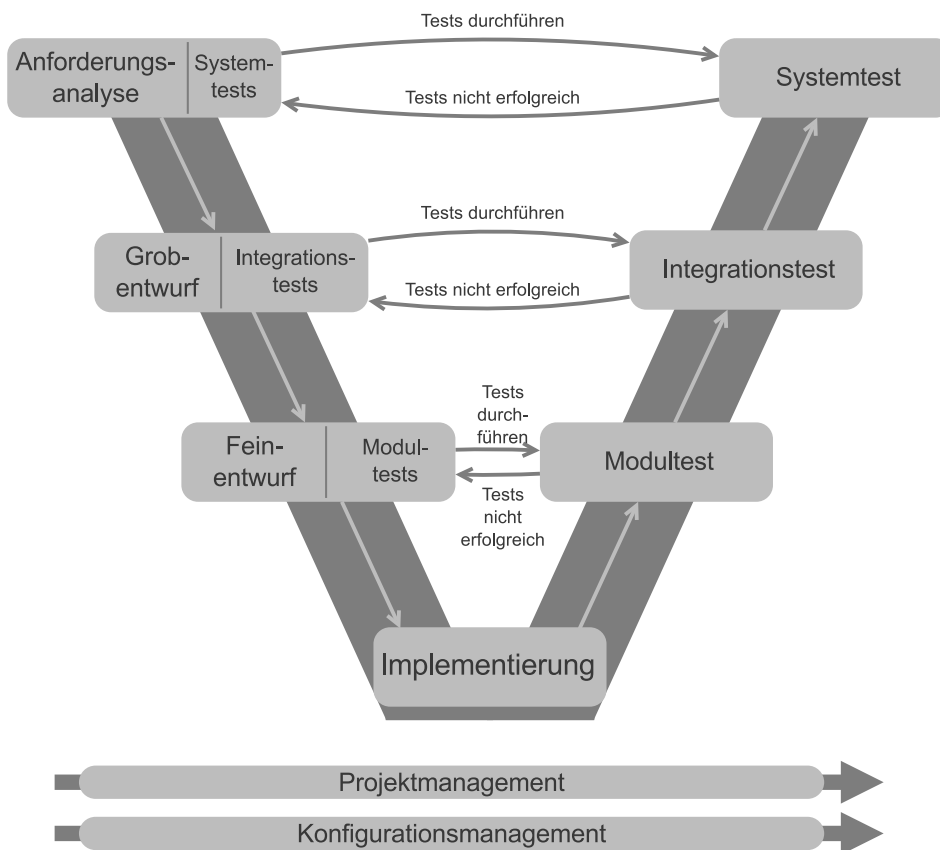 Tests durchführen
Anforderungs-
analyse
System-
tests
Systemtest
Tests nicht erfolgreich
Tests durchführen
Grob-
entwurf
Integrations-
tests
Integrationstest
Tests nicht erfolgreich
Tests
durch-
führen
Fein-
entwurf
Modul-
tests
Modultest
Tests
nicht
erfolgreich
Implementierung
Projektmanagement
Konfigurationsmanagement